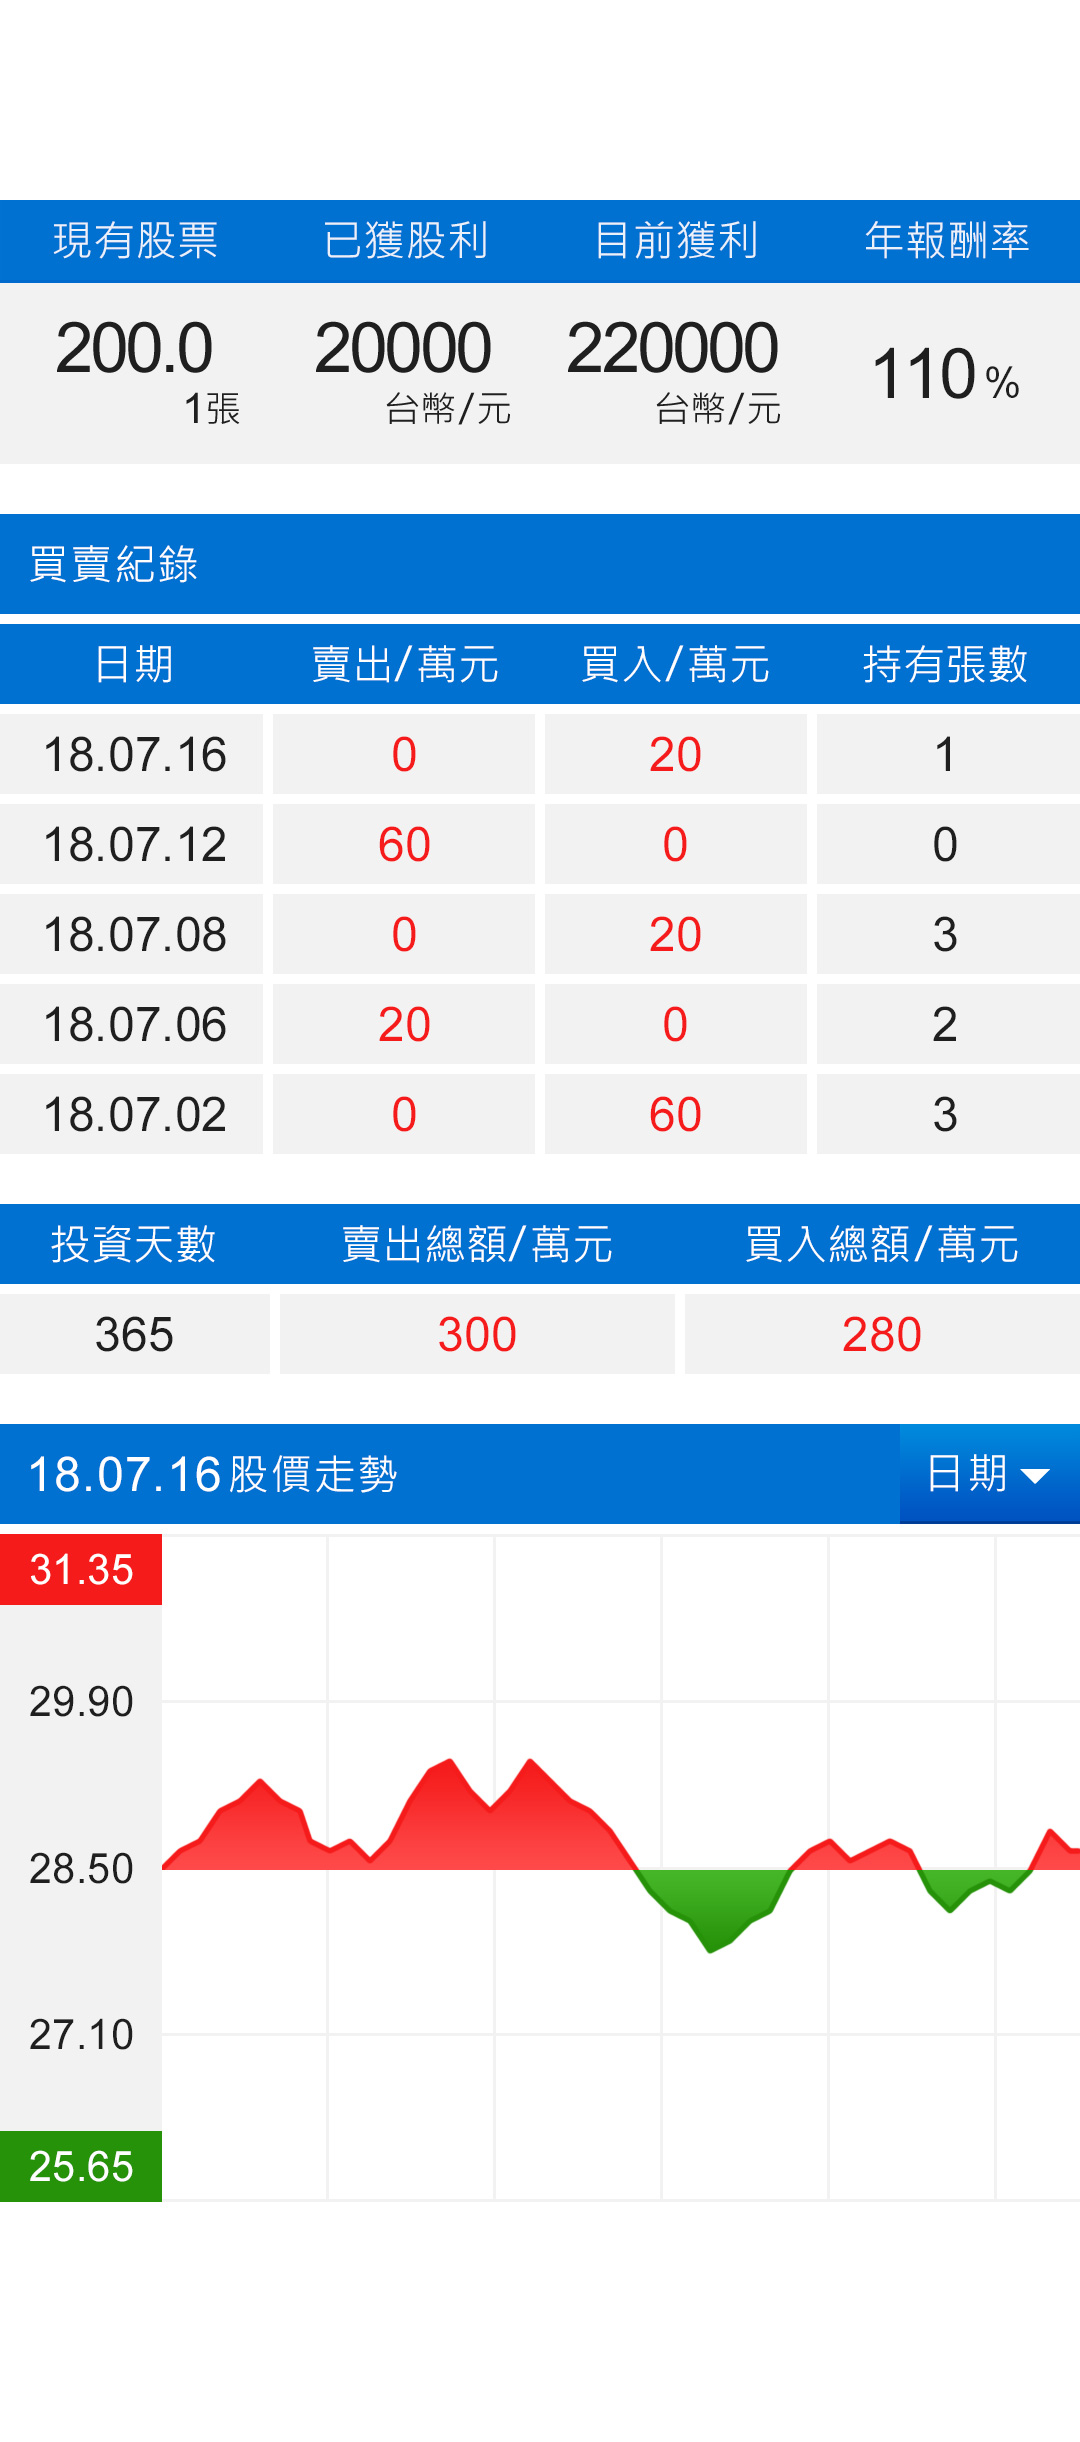 現有股票 已獲股利 目前獲利 年報酬率
200.0 20000 220000 110%
1張 台幣/元 台幣/元
買賣紀錄
日期 賣出/萬元 買入/萬元 持有張數
18.07.16 0 20 1
18.07.12 60 0 0
18.07.08 0 20 3
18.07.06 20 0 2
18.07.02 0 60 3
投資天數 賣出總額/萬元 買入總額/萬元
365 300 280
18.07.16股價走勢 日期
31.35
29.90
28.50
27.10
25.65